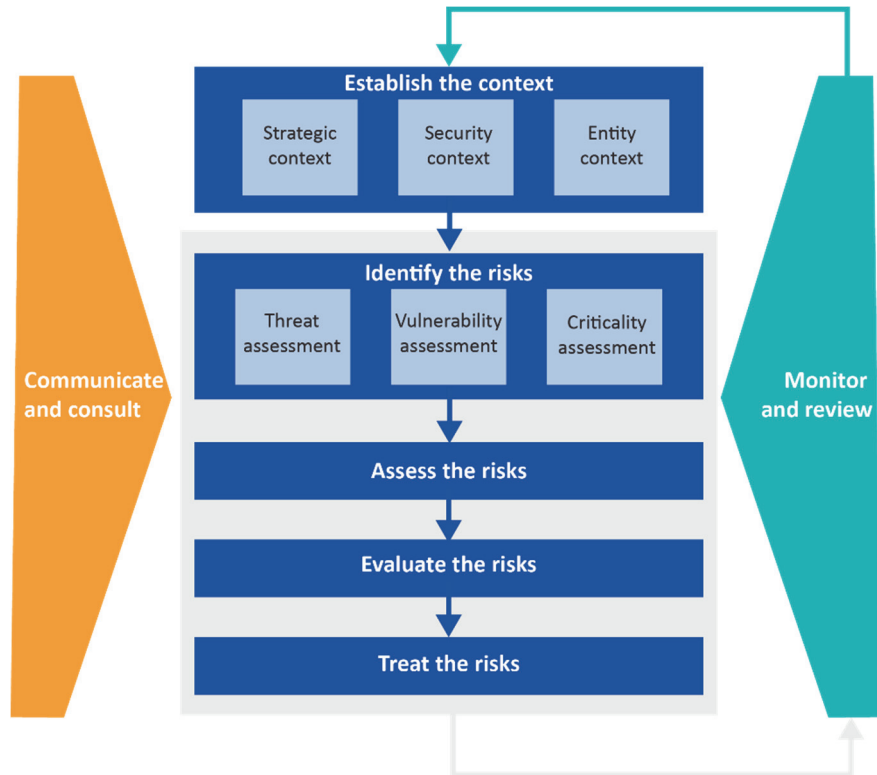 Establish the context
Strategic
context
Security
context
Entity
context
Identify the risks
Threat
assessment
Vulnerability
assessment
Criticality
assessment
Communicate
and consult
Monitor
and review
Assess the risks
Evaluate the risks
Treat the risks